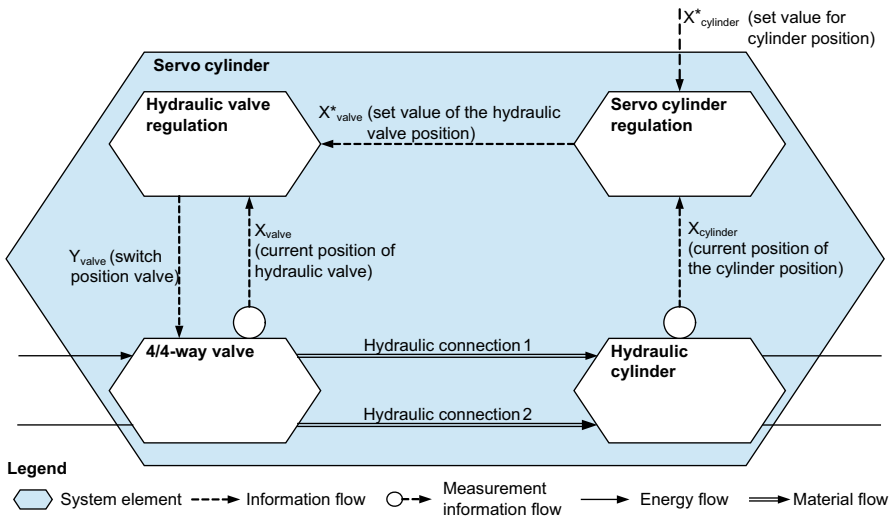 X*cylinder (set value for
cylinder position)
Servo cylinder
Hydraulic valve
regulation
X*valve (set value of the hydraulic
valve position)
Servo cylinder
regulation
Yvalve (switch
position valve)
Xvalve
(current position of
hydraulic valve)
Xcylinder
(current position of
the cylinder position)
4/4-way valve
Hydraulic connection 1
Hydraulic
cylinder
Hydraulic connection 2
Legend
System element
Information flow
Measurement
information flow
Energy flow
Material flow